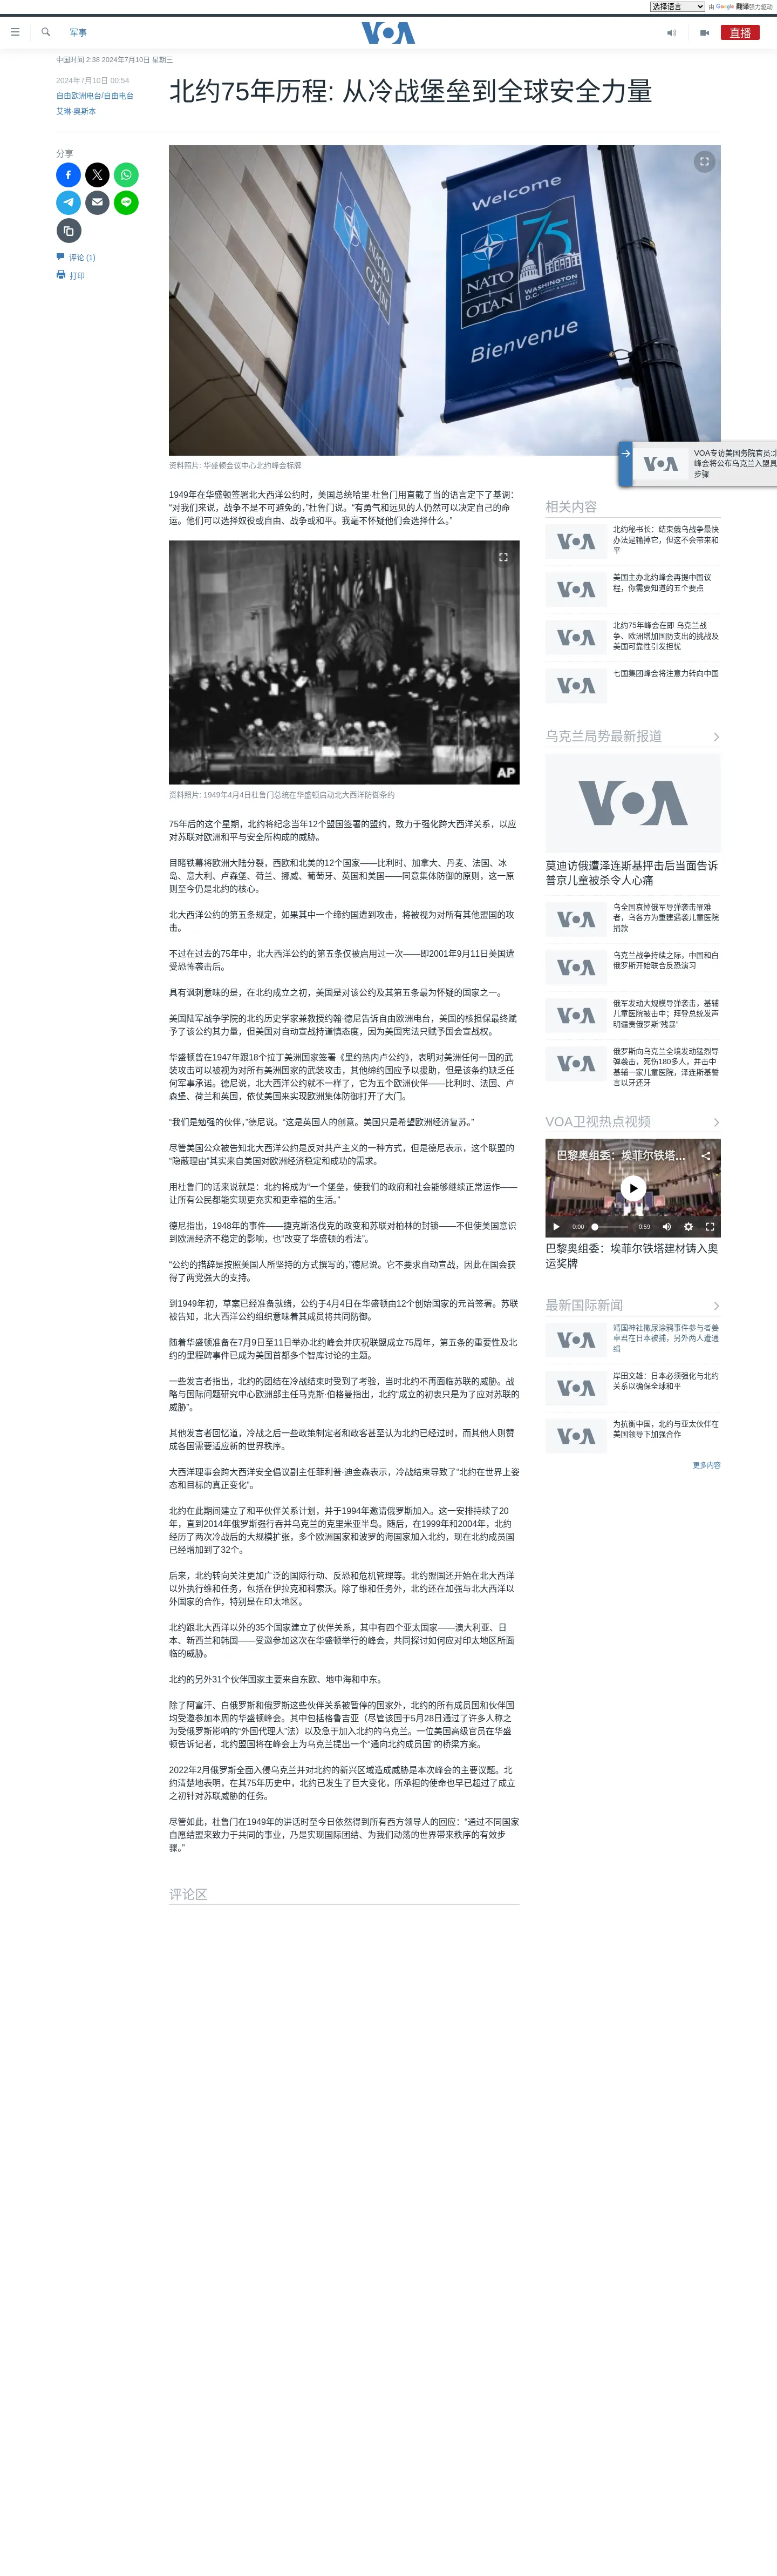 选择语言
由 Google 翻译强力驱动
军事
VOA
直播
中国时间 2:38 2024年7月10日 星期三
2024年7月10日 00:54
自由欧洲电台/自由电台
艾琳·奥斯本
北约75年历程: 从冷战堡垒到全球安全力量
分享
评论 (1)
打印
NATO
OTAN
Welcome
75
NATO
OTAN
WASHINGTON
D.C.
Bienvenue
资料照片: 华盛顿会议中心北约峰会标牌
1949年在华盛顿签署北大西洋公约时，美国总统哈里·杜鲁门用直截了当的语言定下了基调：
“对我们来说，战争不是不可避免的，”杜鲁门说。“有勇气和远见的人仍然可以决定自己的命
运。他们可以选择奴役或自由、战争或和平。我毫不怀疑他们会选择什么。”
AP
资料照片: 1949年4月4日杜鲁门总统在华盛顿启动北大西洋防御条约
75年后的这个星期，北约将纪念当年12个盟国签署的盟约，致力于强化跨大西洋关系，以应
对苏联对欧洲和平与安全所构成的威胁。
目睹铁幕将欧洲大陆分裂，西欧和北美的12个国家——比利时、加拿大、丹麦、法国、冰
岛、意大利、卢森堡、荷兰、挪威、葡萄牙、英国和美国——同意集体防御的原则，这一原
则至今仍是北约的核心。
北大西洋公约的第五条规定，如果其中一个缔约国遭到攻击，将被视为对所有其他盟国的攻
击。
不过在过去的75年中，北大西洋公约的第五条仅被启用过一次——即2001年9月11日美国遭
受恐怖袭击后。
具有讽刺意味的是，在北约成立之初，美国是对该公约及其第五条最为怀疑的国家之一。
美国陆军战争学院的北约历史学家兼教授约翰·德尼告诉自由欧洲电台，美国的核担保最终赋
予了该公约其力量，但美国对自动宣战持谨慎态度，因为美国宪法只赋予国会宣战权。
华盛顿曾在1947年跟18个拉丁美洲国家签署《里约热内卢公约》，表明对美洲任何一国的武
装攻击可以被视为对所有美洲国家的武装攻击，其他缔约国应予以援助，但是该条约缺乏任
何军事承诺。德尼说，北大西洋公约就不一样了，它为五个欧洲伙伴——比利时、法国、卢
森堡、荷兰和英国，依仗美国来实现欧洲集体防御打开了大门。
“我们是勉强的伙伴，”德尼说。“这是英国人的创意。美国只是希望欧洲经济复苏。”
尽管美国公众被告知北大西洋公约是反对共产主义的一种方式，但是德尼表示，这个联盟的
“隐蔽理由”其实来自美国对欧洲经济稳定和成功的需求。
用杜鲁门的话来说就是：北约将成为“一个堡垒，使我们的政府和社会能够继续正常运作——
让所有公民都能实现更充实和更幸福的生活。”
德尼指出，1948年的事件——捷克斯洛伐克的政变和苏联对柏林的封锁——不但使美国意识
到欧洲经济不稳定的影响，也“改变了华盛顿的看法”。
“公约的措辞是按照美国人所坚持的方式撰写的，”德尼说。它不要求自动宣战，因此在国会获
得了两党强大的支持。
到1949年初，草案已经准备就绪，公约于4月4日在华盛顿由12个创始国家的元首签署。苏联
被告知，北大西洋公约组织意味着其成员将共同防御。
随着华盛顿准备在7月9日至11日举办北约峰会并庆祝联盟成立75周年，第五条的重要性及北
约的里程碑事件已成为美国首都多个智库讨论的主题。
一些发言者指出，北约的团结在冷战结束时受到了考验，当时北约不再面临苏联的威胁。战
略与国际问题研究中心欧洲部主任马克斯·伯格曼指出，北约“成立的初衷只是为了应对苏联的
威胁”。
其他发言者回忆道，冷战之后一些政策制定者和政客甚至认为北约已经过时，而其他人则赞
成各国需要适应新的世界秩序。
大西洋理事会跨大西洋安全倡议副主任菲利普·迪金森表示，冷战结束导致了“北约在世界上姿
态和目标的真正变化”。
北约在此期间建立了和平伙伴关系计划，并于1994年邀请俄罗斯加入。这一安排持续了20
年，直到2014年俄罗斯强行吞并乌克兰的克里米亚半岛。随后，在1999年和2004年，北约
经历了两次冷战后的大规模扩张，多个欧洲国家和波罗的海国家加入北约，现在北约成员国
已经增加到了32个。
后来，北约转向关注更加广泛的国际行动、反恐和危机管理等。北约盟国还开始在北大西洋
以外执行维和任务，包括在伊拉克和科索沃。除了维和任务外，北约还在加强与北大西洋以
外国家的合作，特别是在印太地区。
北约跟北大西洋以外的35个国家建立了伙伴关系，其中有四个亚太国家——澳大利亚、日
本、新西兰和韩国——受邀参加这次在华盛顿举行的峰会，共同探讨如何应对印太地区所面
临的威胁。
北约的另外31个伙伴国家主要来自东欧、地中海和中东。
除了阿富汗、白俄罗斯和俄罗斯这些伙伴关系被暂停的国家外，北约的所有成员国和伙伴国
均受邀参加本周的华盛顿峰会。其中包括格鲁吉亚（尽管该国于5月28日通过了许多人称之
为受俄罗斯影响的“外国代理人”法）以及急于加入北约的乌克兰。一位美国高级官员在华盛
顿告诉记者，北约盟国将在峰会上为乌克兰提出一个“通向北约成员国”的桥梁方案。
2022年2月俄罗斯全面入侵乌克兰并对北约的新兴区域造成威胁是本次峰会的主要议题。北
约清楚地表明，在其75年历史中，北约已发生了巨大变化，所承担的使命也早已超过了成立
之初针对苏联威胁的任务。
尽管如此，杜鲁门在1949年的讲话时至今日依然得到所有西方领导人的回应：“通过不同国家
自愿结盟来致力于共同的事业，乃是实现国际团结、为我们动荡的世界带来秩序的有效步
骤。”
评论区
VOA
VOA专访美国务院官员:北
峰会将公布乌克兰入盟具
步骤
相关内容
VOA
北约秘书长：结束俄乌战争最快
办法是输掉它，但这不会带来和
平
VOA
美国主办北约峰会再提中国议
程，你需要知道的五个要点
VOA
北约75年峰会在即 乌克兰战
争、欧洲增加国防支出的挑战及
美国可靠性引发担忧
VOA
七国集团峰会将注意力转向中国
乌克兰局势最新报道
VOA
莫迪访俄遭泽连斯基抨击后当面告诉
普京儿童被杀令人心痛
VOA
乌全国哀悼俄军导弹袭击罹难
者，乌各方为重建遇袭儿童医院
捐款
VOA
乌克兰战争持续之际，中国和白
俄罗斯开始联合反恐演习
VOA
俄军发动大规模导弹袭击，基辅
儿童医院被击中；拜登总统发声
明谴责俄罗斯“残暴”
VOA
俄罗斯向乌克兰全境发动猛烈导
弹袭击，死伤180多人，并击中
基辅一家儿童医院，泽连斯基誓
言以牙还牙
VOA卫视热点视频
巴黎奥组委：埃菲尔铁塔...
0:00
0:59
巴黎奥组委：埃菲尔铁塔建材铸入奥
运奖牌
最新国际新闻
VOA
靖国神社撒尿涂鸦事件参与者姜
卓君在日本被捕，另外两人遭通
缉
VOA
岸田文雄：日本必须强化与北约
关系以确保全球和平
VOA
为抗衡中国，北约与亚太伙伴在
美国领导下加强合作
更多内容